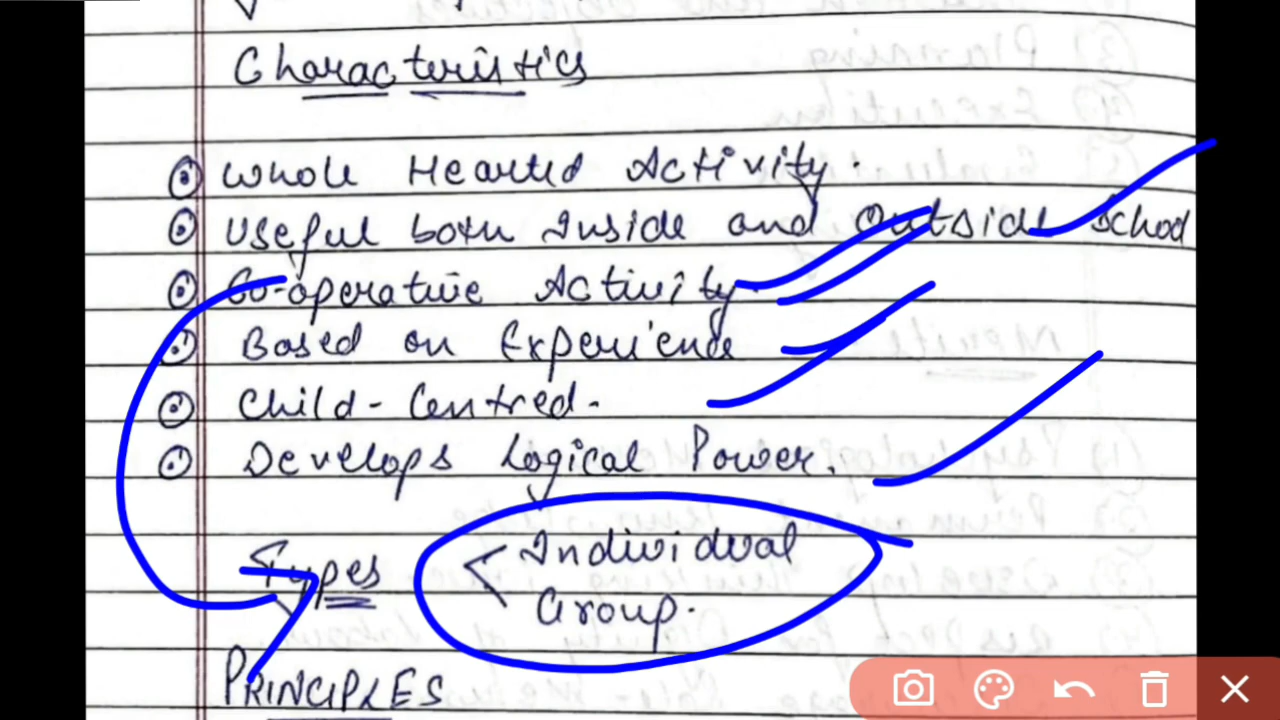 Characteristics
Whole Hearted Activity.
Useful both Inside and Outside School
Co-operative Activity
Based on Experience
Child-Centred.
Develops Logical Power.
Types < Individual
Group.
PRINCIPLES